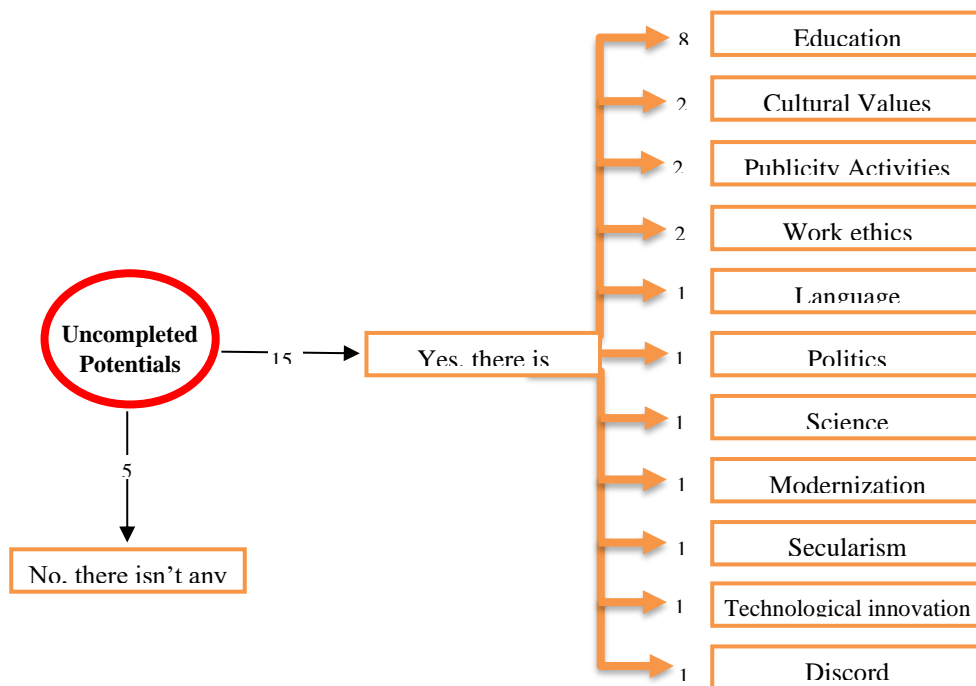 8
Education
2
Cultural Values
2
Publicity Activities
2
Work ethics
1
Language
Uncompleted
Potentials
15
Yes, there is
1
Politics
1
Science
5
1
Modernization
No, there isn't any
1
Secularism
1
Technological innovation
1
Discord